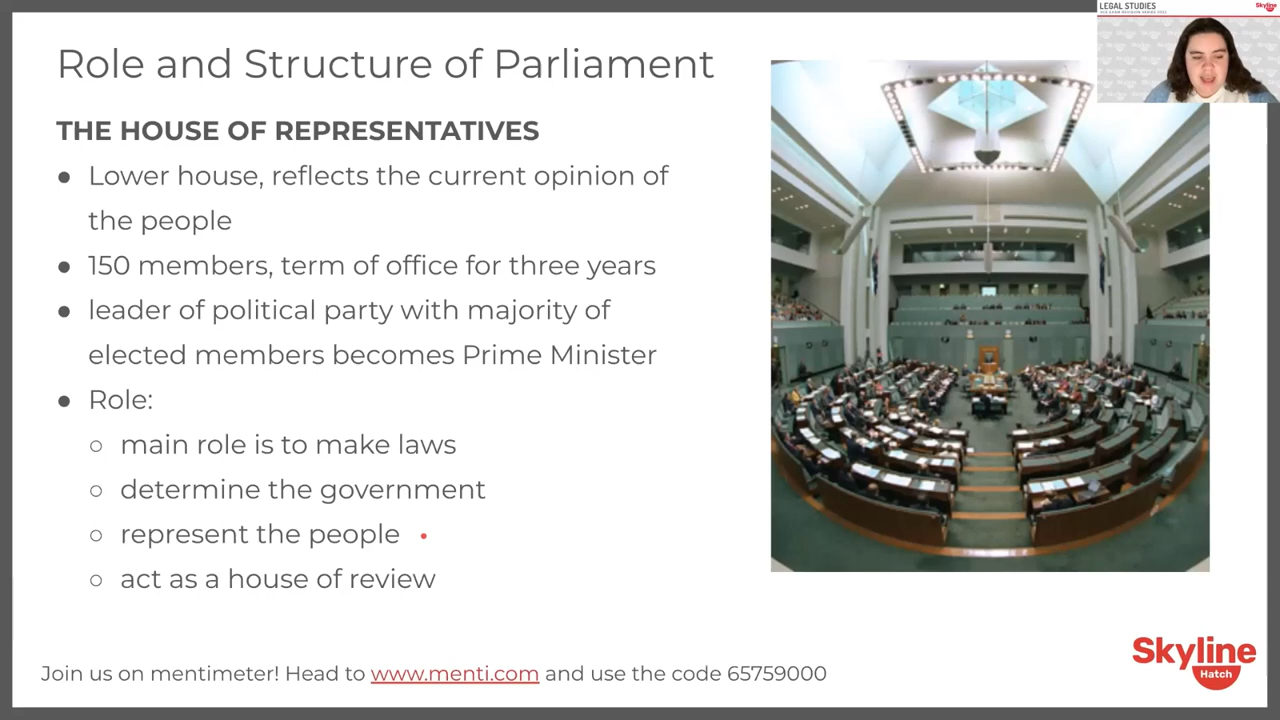 LEGAL STUDIES
Skyline
Role and Structure of Parliament
THE HOUSE OF REPRESENTATIVES
● Lower house, reflects the current opinion of
the people
● 150 members, term of office for three years
● leader of political party with majority of
elected members becomes Prime Minister
● Role:
○ main role is to make laws
○ determine the government
○ represent the people
○ act as a house of review
Join us on mentimeter! Head to www.menti.com and use the code 65759000
Skyline
Hatch